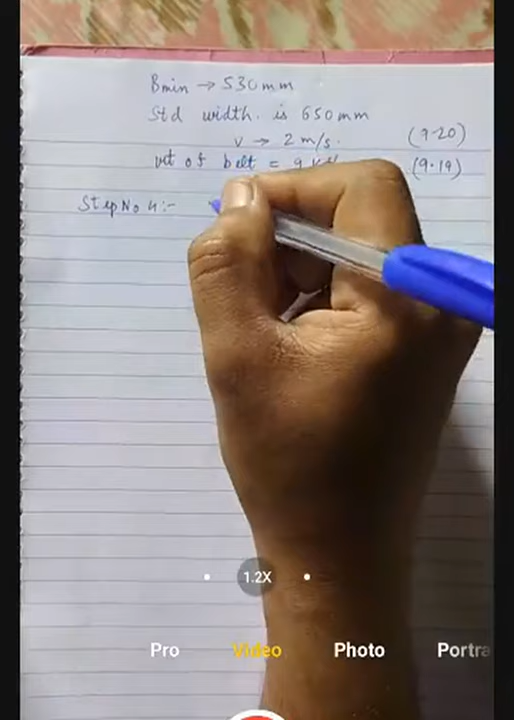 Bmin → 530 mm
Std width. is 650 mm
v → 2 m/s. (9.20)
wt of belt = 9 (9.19)
Step No 4:-
1.2X
Pro Video Photo Portra